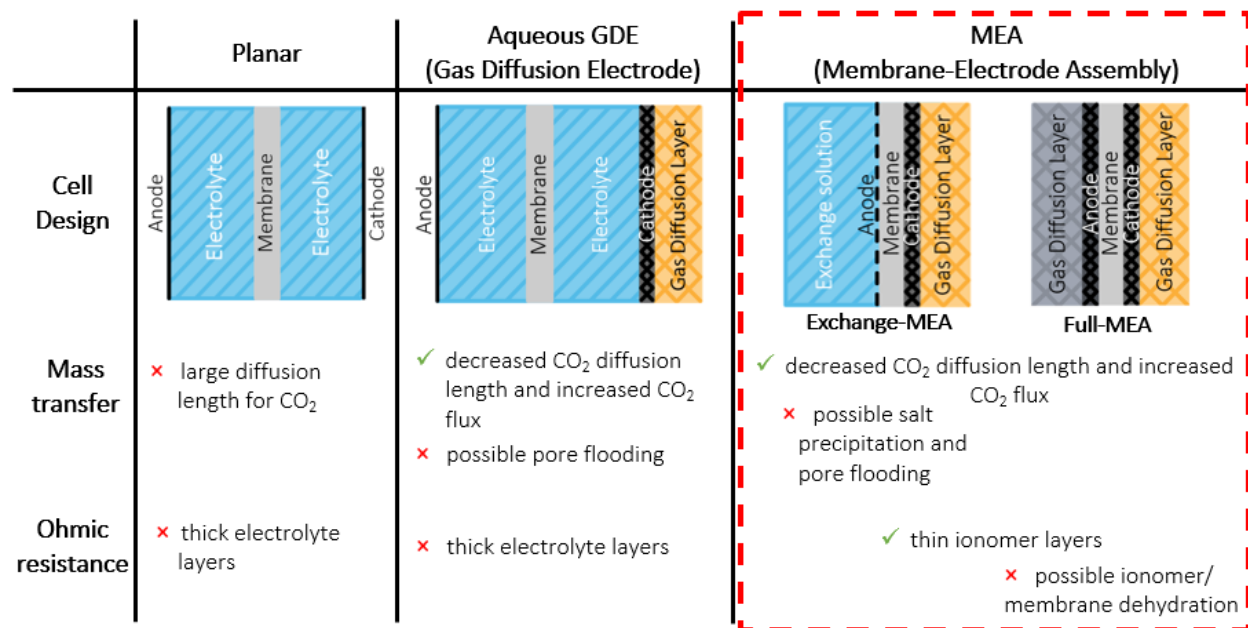 Planar
Aqueous GDE
(Gas Diffusion Electrode)
MEA
(Membrane-Electrode Assembly)
Cell
Design
Anode
Electrolyte
Membrane
Electrolyte
Cathode
Anode
Electrolyte
Membrane
Electrolyte
Cathode
Gas Diffusion Layer
Exchange solution
Anode
Membrane
Cathode
Gas Diffusion Layer
Exchange-MEA
Gas Diffusion Layer
Anode
Membrane
Cathode
Gas Diffusion Layer
Full-MEA
Mass
transfer
× large diffusion
length for CO₂
✓ decreased CO₂ diffusion
length and increased CO₂
flux
× possible pore flooding
✓ decreased CO₂ diffusion length and increased
CO₂ flux
× possible salt
precipitation and
pore flooding
Ohmic
resistance
× thick electrolyte
layers
× thick electrolyte layers
✓ thin ionomer layers
× possible ionomer/
membrane dehydration